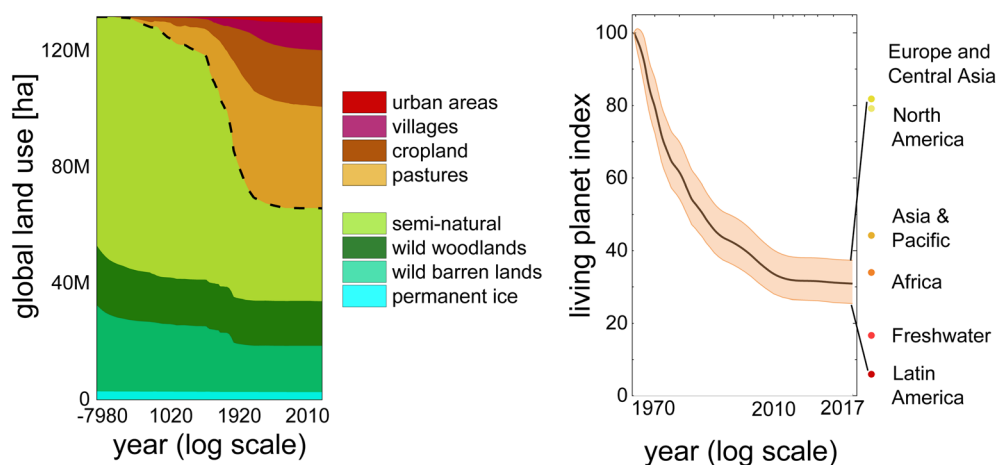 120M
80M
40M
0
global land use [ha]
-7980 1020 1920 2010
year (log scale)
urban areas
villages
cropland
pastures
semi-natural
wild woodlands
wild barren lands
permanent ice
100
80
60
40
20
0
living planet index
1970 2010 2017
year (log scale)
Europe and
Central Asia
North
America
Asia &
Pacific
Africa
Freshwater
Latin
America